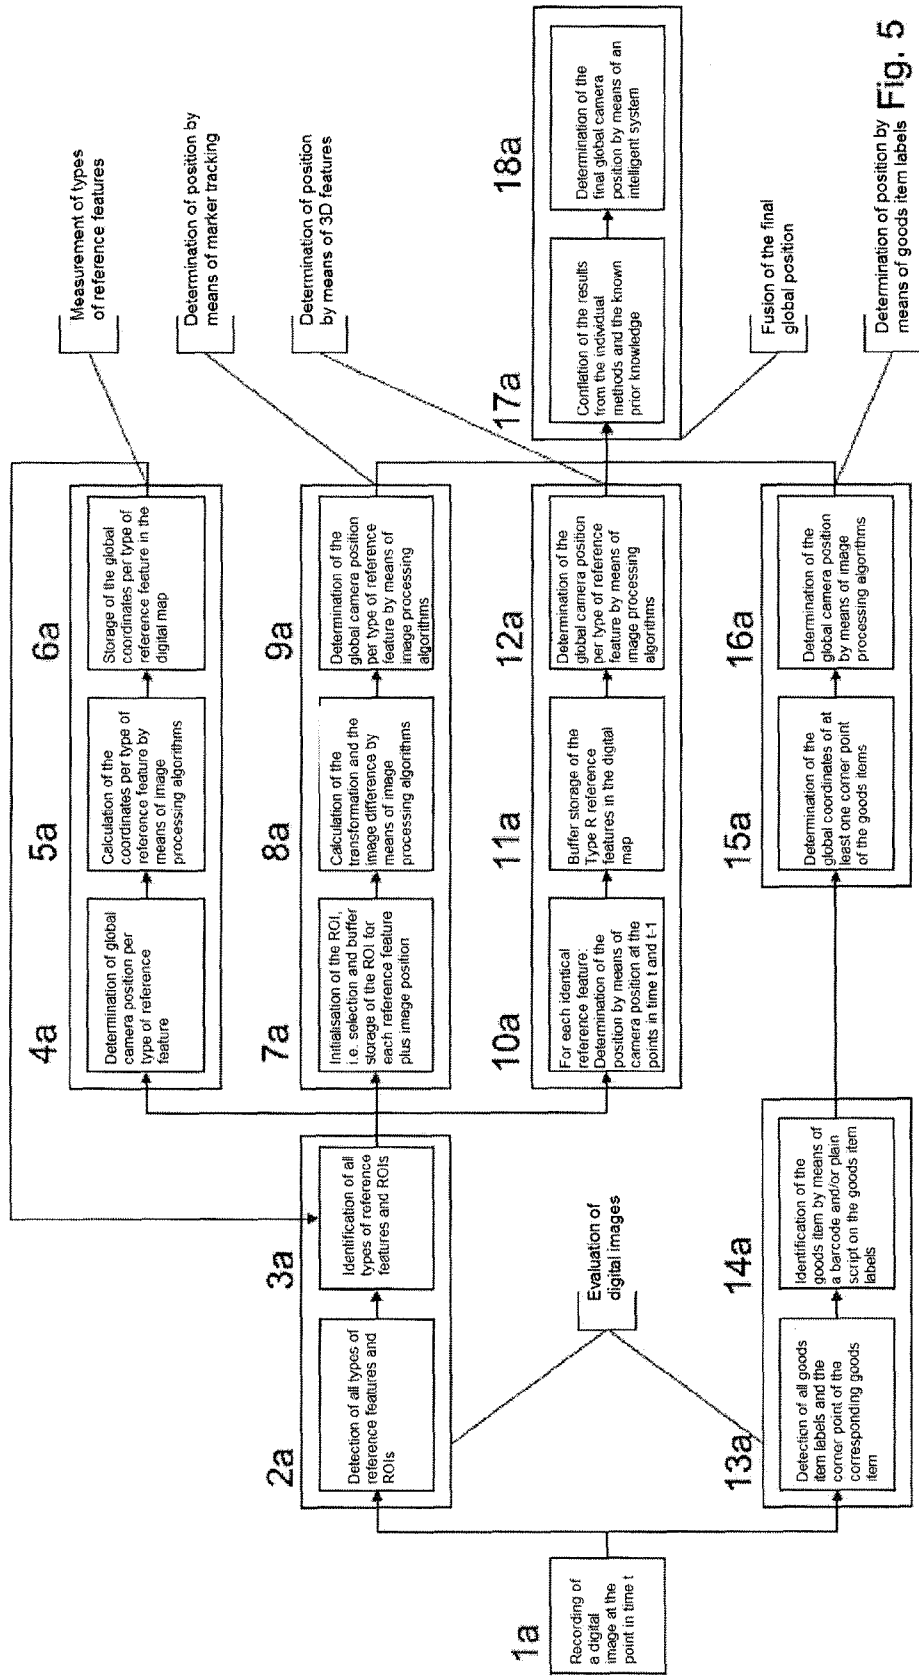 1a
Recording of
a digital
image at the
point in time t
2a
Detection of all types of
reference features and
ROIs
3a
Identification of all
types of reference
features and ROIs
4a
Determination of global
camera position per
type of reference
feature
5a
Calculation of the
coordinates per type of
reference feature by
means of image
processing algorithms
6a
Storage of the global
coordinates per type of
reference feature in the
digital map
Measurement of types
of reference features
7a
Initialisation of the ROI,
i.e. selection and buffer
storage of the ROI for
each reference feature
plus image position
8a
Calculation of the
transformation and the
image difference by
means of image
processing algorithms
9a
Determination of the
global camera position
per type of reference
feature by means of
image processing
algorithms
Determination of position by
means of marker tracking
10a
For each identical
reference feature:
Determination of the
position by means of
camera position at the
points in time t and t-1
11a
Buffer storage of the
Type R reference
features in the digital
map
12a
Determination of the
global camera position
per type of reference
feature by means of
image processing
algorithms
Determination of position
by means of 3D features
Evaluation of
digital images
13a
Detection of all goods
item labels and the
corner point of the
corresponding goods
item
14a
Identification of the
goods item by means of
a barcode and/or plain
script on the goods item
labels
15a
Determination of the
global coordinates of at
least one corner point
of the goods items
16a
Determination of the
global camera position
by means of image
processing algorithms
Determination of position by
means of goods item labels
17a
Conflation of the results
from the individual
methods and the known
prior knowledge
18a
Determination of the
final global camera
position by means of an
intelligent system
Fusion of the final
global position
Fig. 5